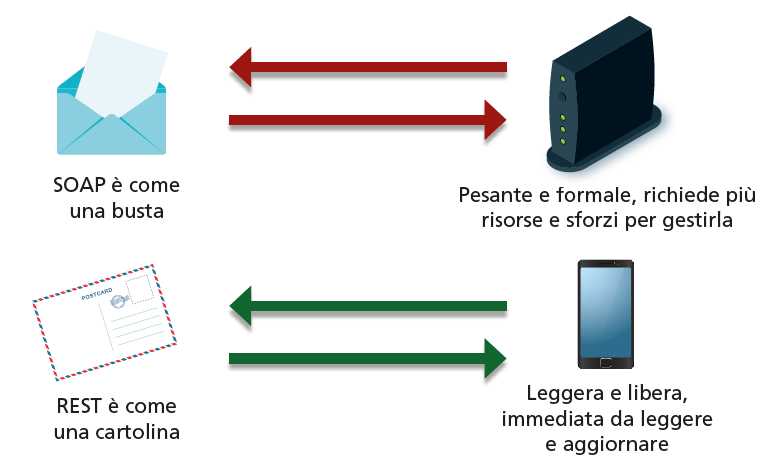 SOAP è come
una busta
Pesante e formale, richiede più
risorse e sforzi per gestirla
POSTCARD
REST è come
una cartolina
Leggera e libera,
immediata da leggere
e aggiornare